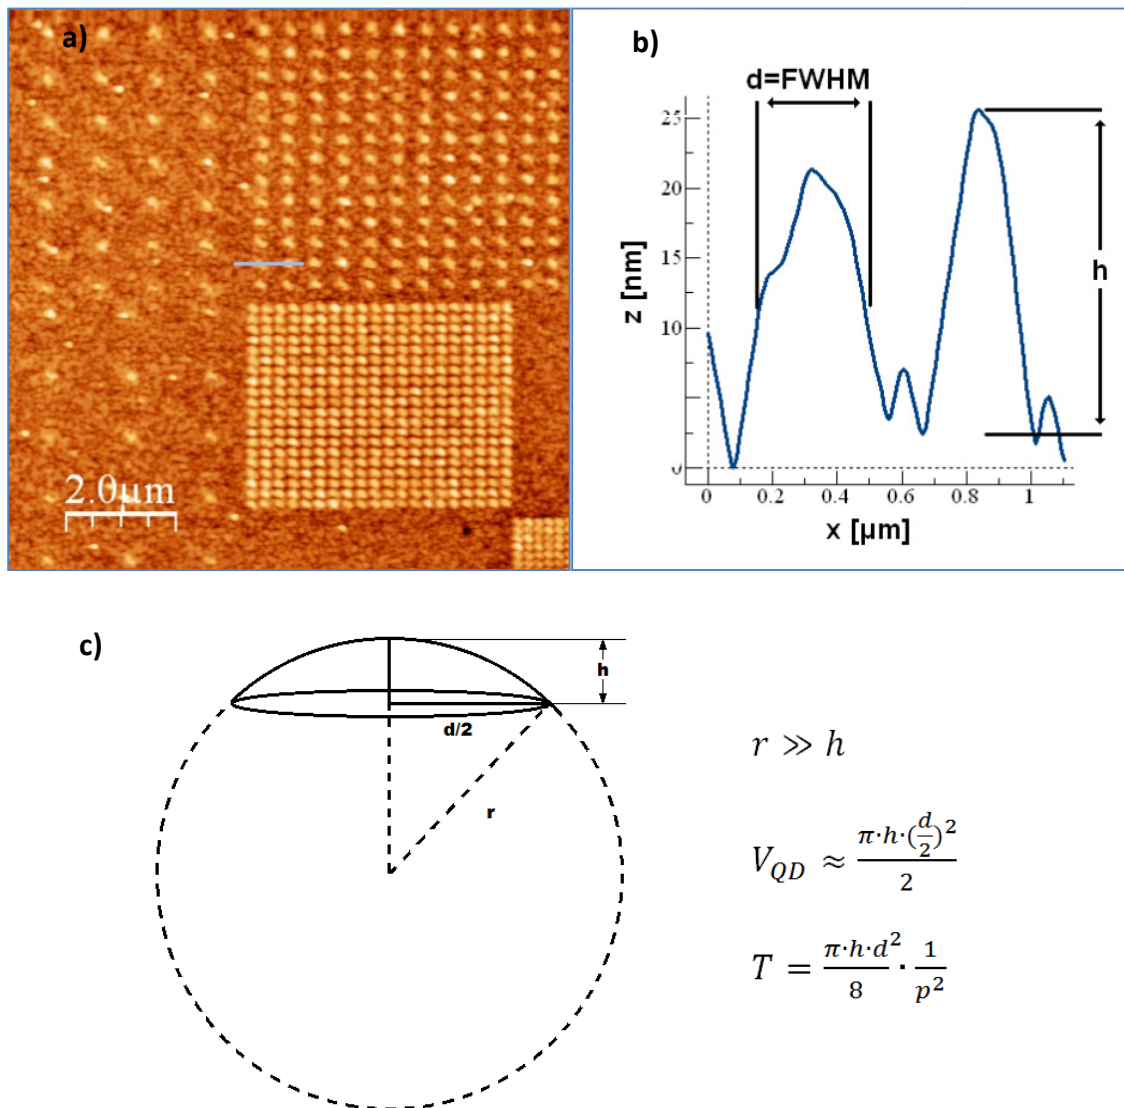 a)
2.0µm
b)
d=FWHM
25
20
15
10
0
z [nm]
h
0 0.2 0.4 0.6 0.8 1
x [µm]
c)
h
d/2
r
r ≫ h
V_QD ≈ π·h·(d/2)² / 2
T = π·h·d² / 8 · 1 / p²